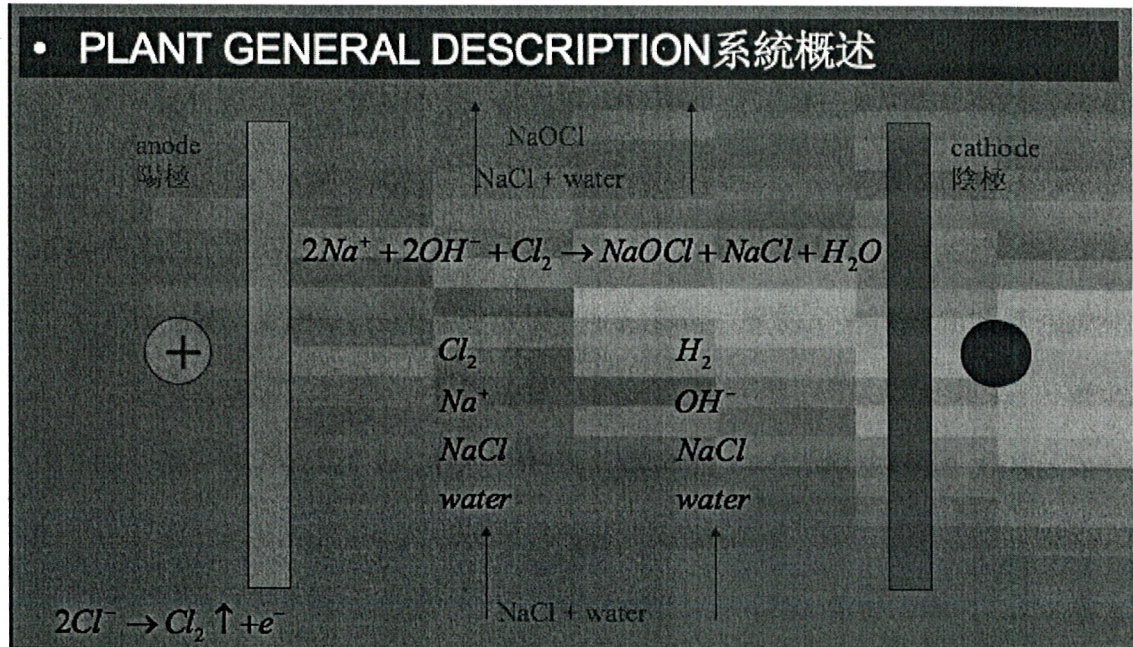 • PLANT GENERAL DESCRIPTION系統概述
anode
陽極
NaOCl
NaCl + water
cathode
陰極
2Na⁺ + 2OH⁻ + Cl₂ → NaOCl + NaCl + H₂O
+
Cl₂
H₂
Na⁺
OH⁻
NaCl
NaCl
water
water
NaCl + water
2Cl⁻ → Cl₂ ↑ +e⁻